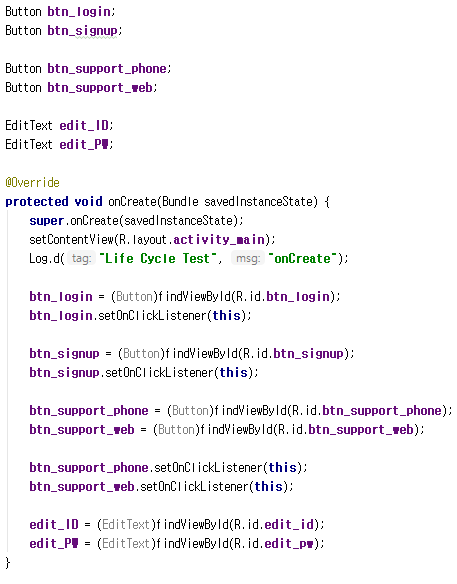 Button btn_login;
Button btn_signup;
Button btn_support_phone;
Button btn_support_web;
EditText edit_ID;
EditText edit_PW;
@Override
protected void onCreate(Bundle savedInstanceState) {
super.onCreate(savedInstanceState);
setContentView(R.layout.activity_main);
Log.d( tag: "Life Cycle Test", msg: "onCreate");
btn_login = (Button)findViewById(R.id.btn_login);
btn_login.setOnClickListener(this);
btn_signup = (Button)findViewById(R.id.btn_signup);
btn_signup.setOnClickListener(this);
btn_support_phone = (Button)findViewById(R.id.btn_support_phone);
btn_support_web = (Button)findViewById(R.id.btn_support_web);
btn_support_phone.setOnClickListener(this);
btn_support_web.setOnClickListener(this);
edit_ID = (EditText)findViewById(R.id.edit_id);
edit_PW = (EditText)findViewById(R.id.edit_pw);
}